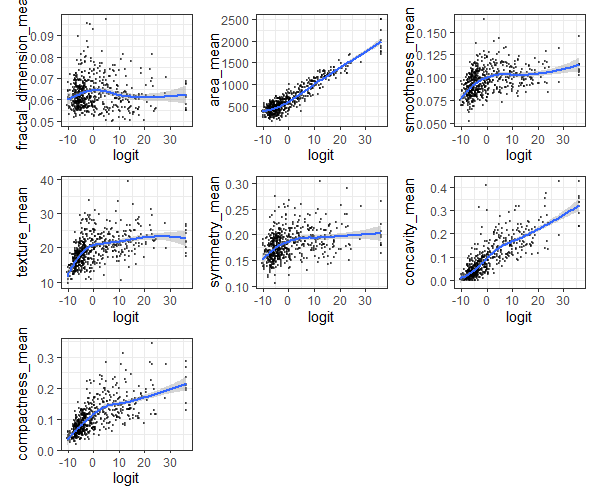 fractal_dimension_mean
0.09
0.08
0.07
0.06
0.05
-10 0 10 20 30
logit
area_mean
2500
2000
1500
1000
500
-10 0 10 20 30
logit
smoothness_mean
0.150
0.125
0.100
0.075
0.050
-10 0 10 20 30
logit
texture_mean
40
30
20
10
-10 0 10 20 30
logit
symmetry_mean
0.30
0.25
0.20
0.15
0.10
-10 0 10 20 30
logit
concavity_mean
0.4
0.3
0.2
0.1
0.0
-10 0 10 20 30
logit
compactness_mean
0.3
0.2
0.1
0.0
-10 0 10 20 30
logit